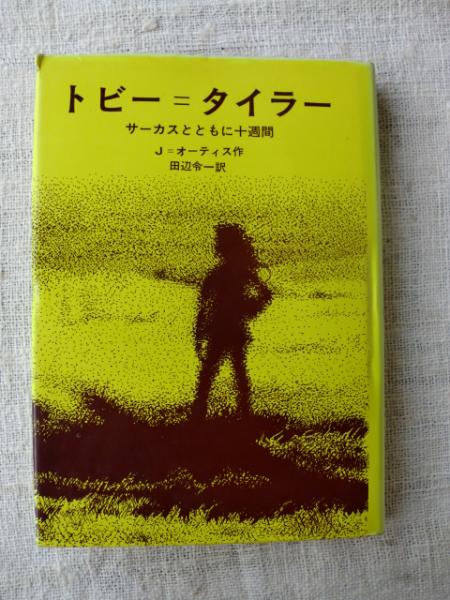 トビー=タイラー
サーカスとともに十週間
J=オーティス作
田辺令一訳